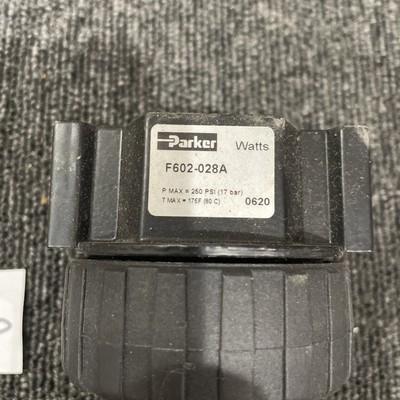 Parker Watts
F602-028A
P MAX = 250 PSI (17 bar)
T MAX = 175F (80 C) 0620